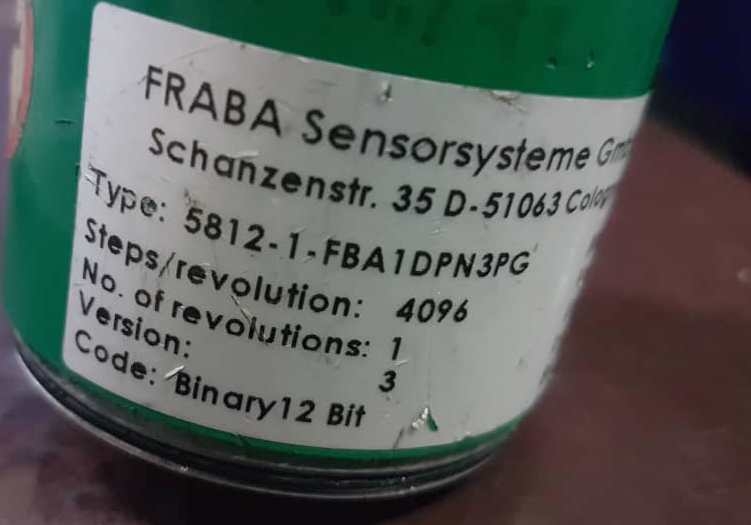 FRABA Sensorsysteme
Schanzenstr. 35 D-51063
Type: 5812-1-FBA1DPN3PG
Steps/revolution: 4096
No. of revolutions: 1
Version: 3
Code: Binary12 Bit